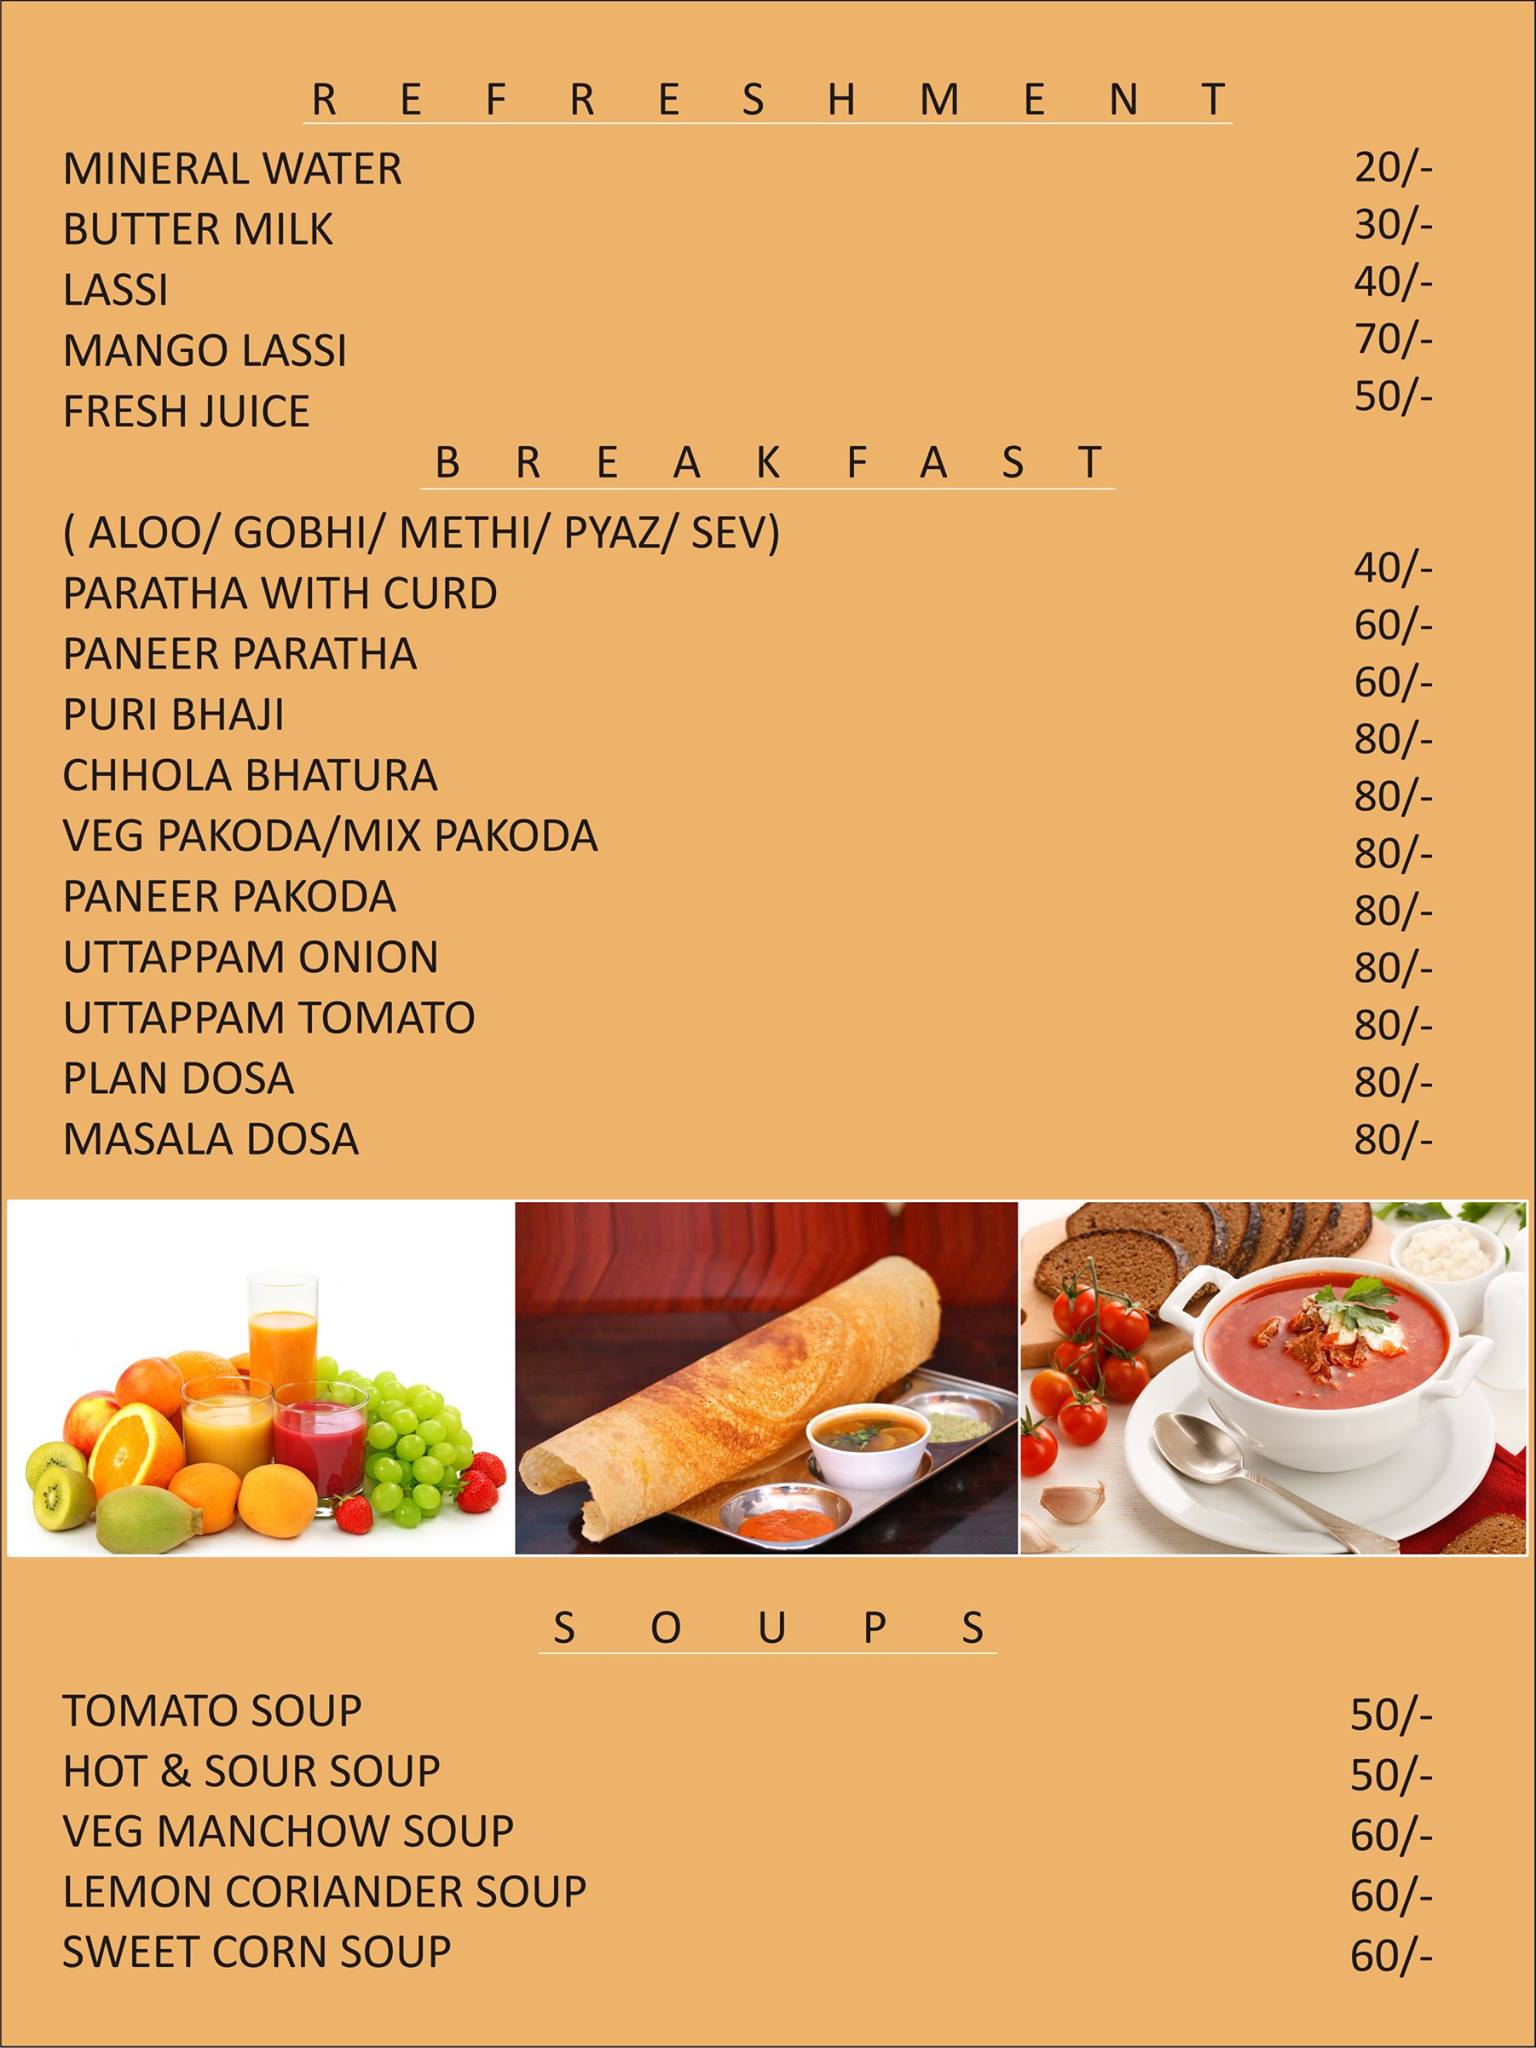 REFRESHMENT
MINERAL WATER 20/-
BUTTER MILK 30/-
LASSI 40/-
MANGO LASSI 70/-
FRESH JUICE 50/-
BREAKFAST
( ALOO/ GOBHI/ METHI/ PYAZ/ SEV)
PARATHA WITH CURD 40/-
PANEER PARATHA 60/-
PURI BHAJI 60/-
CHHOLA BHATURA 80/-
VEG PAKODA/MIX PAKODA 80/-
PANEER PAKODA 80/-
UTTAPPAM ONION 80/-
UTTAPPAM TOMATO 80/-
PLAN DOSA 80/-
MASALA DOSA 80/-
80/-
SOUPS
TOMATO SOUP 50/-
HOT & SOUR SOUP 50/-
VEG MANCHOW SOUP 60/-
LEMON CORIANDER SOUP 60/-
SWEET CORN SOUP 60/-